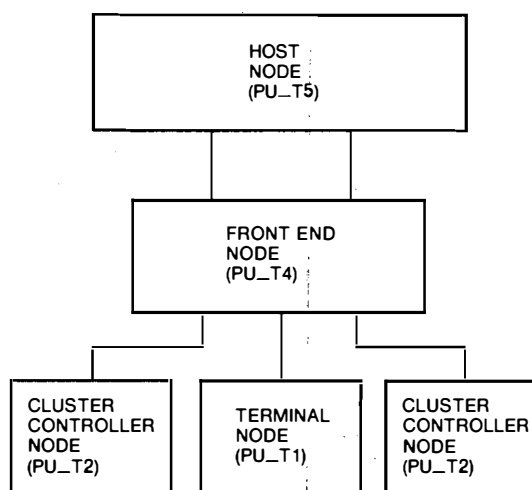 HOST
NODE
(PU_T5)
FRONT END
NODE
(PU_T4)
CLUSTER
CONTROLLER
NODE
(PU_T2)
TERMINAL
NODE
(PU_T1)
CLUSTER
CONTROLLER
NODE
(PU_T2)